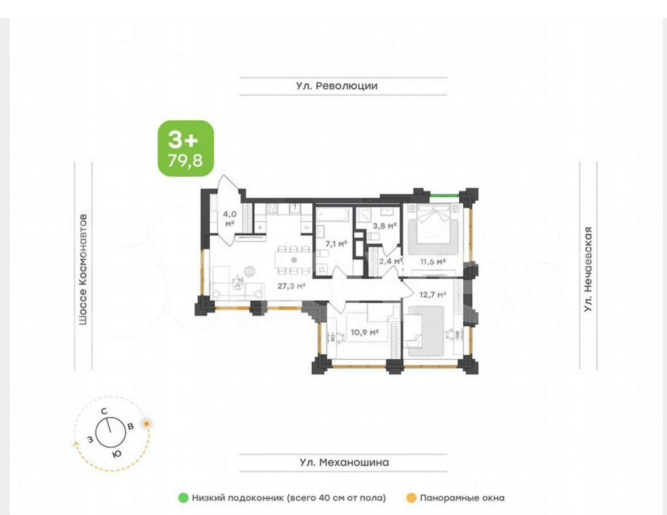 Ул. Революции
3+
79,8
Шоссе Космонавтов
Ул. Нечаевская
4,0
м²
7,1 м²
3,8 м²
2,4 м²
11,6 м²
27,3 м²
12,7 м²
10,9 м²
С
З
В
Ю
Ул. Механошина
Низкий подоконник (всего 40 см от пола)
Панорамные окна